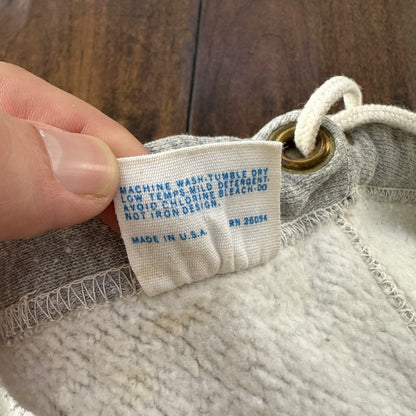 MACHINE WASH-TUMBLE DRY
LOW TEMPS-MILD DETERGENT-
AVOID CHLORINE BLEACH-DO
NOT IRON DESIGN.
MADE IN U.S.A. RN 26094